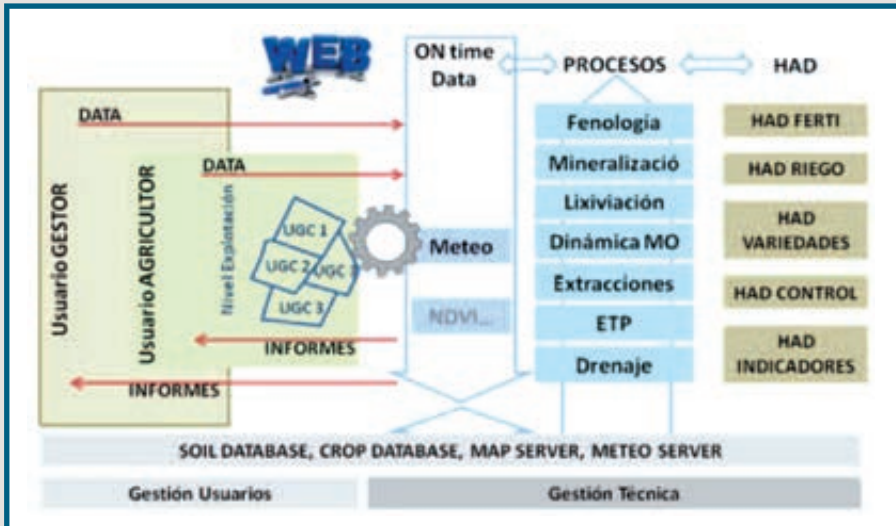 WEB
ON time
Data
PROCESOS
HAD
DATA
DATA
Usuario GESTOR
Usuario AGRICULTOR
Nivel Explotación
UGC 1
UGC 2
UGC 3
Meteo
NDVI...
INFORMES
INFORMES
Fenología
Mineralizació
Lixiviación
Dinámica MO
Extracciones
ETP
Drenaje
HAD FERTI
HAD RIEGO
HAD
VARIEDADES
HAD CONTROL
HAD
INDICADORES
SOIL DATABASE, CROP DATABASE, MAP SERVER, METEO SERVER
Gestión Usuarios
Gestión Técnica